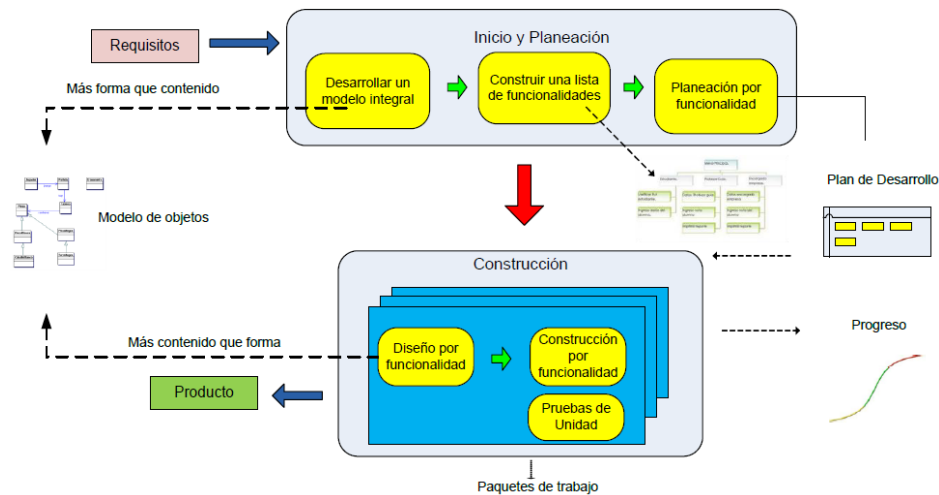 Inicio y Planeación
Requisitos
Desarrollar un
modelo integral
Construir una lista
de funcionalidades
Planeación por
funcionalidad
Más forma que contenido
Modelo de objetos
Plan de Desarrollo
Construcción
Más contenido que forma
Diseño por
funcionalidad
Construcción
por
funcionalidad
Pruebas de
Unidad
Progreso
Producto
Paquetes de trabajo